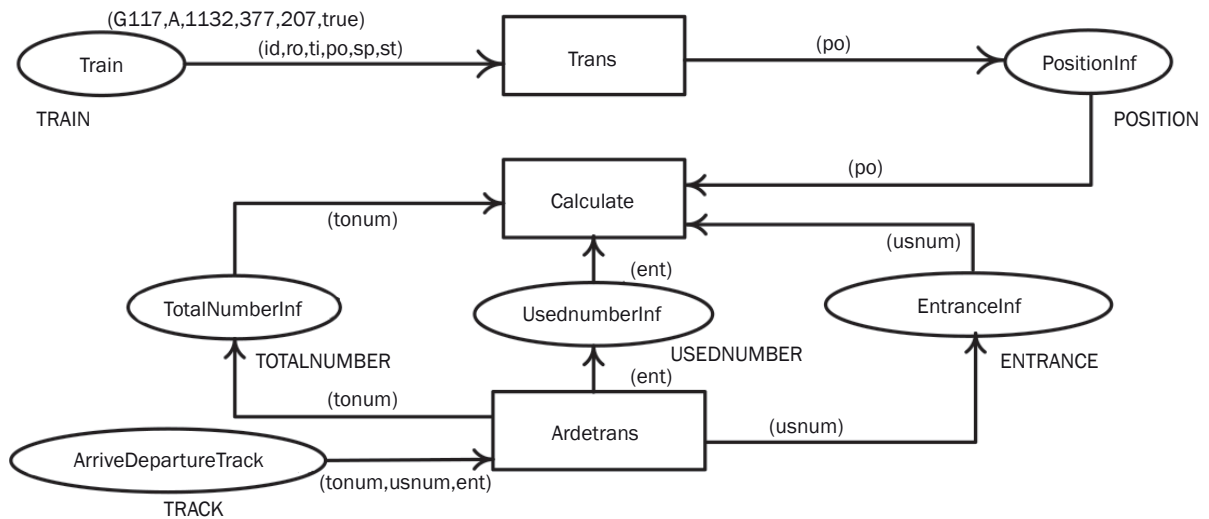 (G117,A,1132,377,207,true)
(id,ro,ti,po,sp,st)
Train
TRAIN
Trans
(po)
PositionInf
POSITION
(po)
Calculate
(tonum)
(usnum)
(ent)
TotalNumberInf
UsednumberInf
EntranceInf
TOTALNUMBER
USEDNUMBER
ENTRANCE
(ent)
(tonum)
Ardetrans
(usnum)
ArriveDepartureTrack
(tonum,usnum,ent)
TRACK